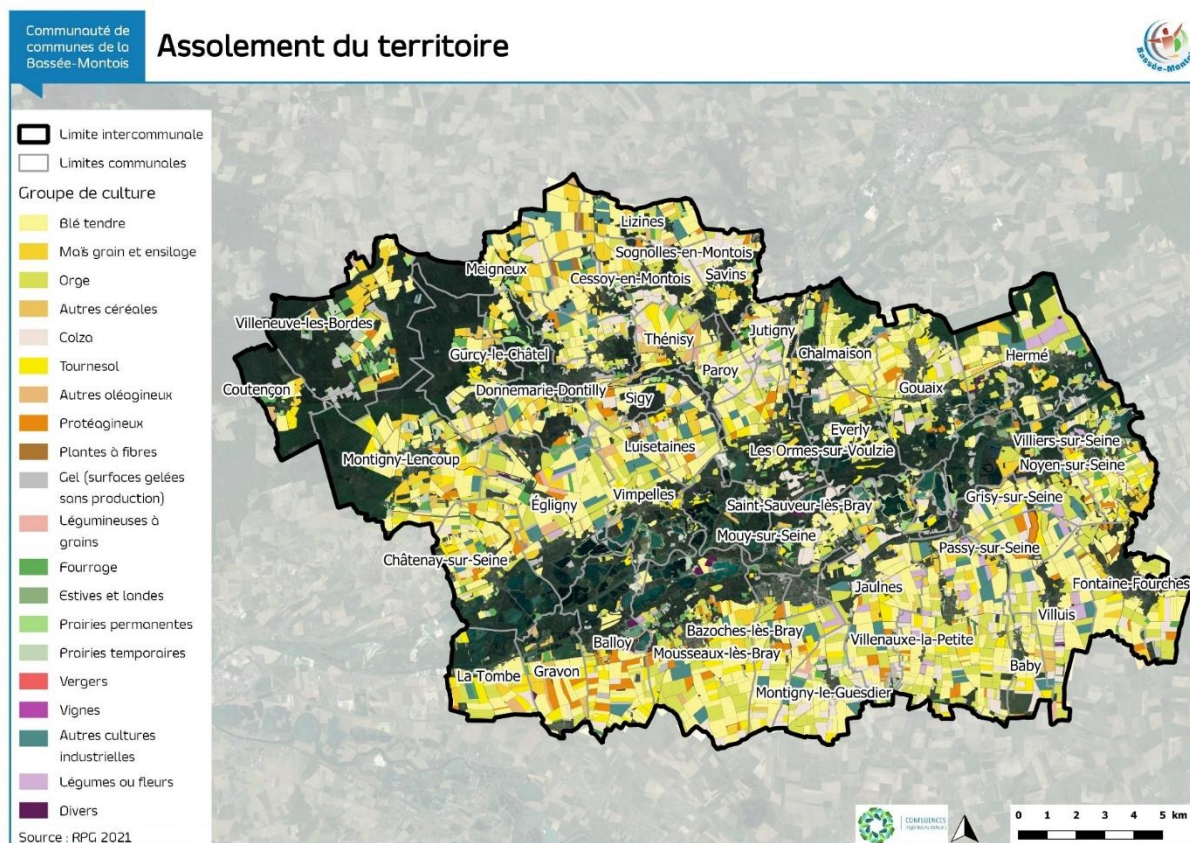 Communauté de
communes de la
Bassée-Montois
Assolement du territoire
Limite intercommunale
Limites communales
Groupe de culture
Blé tendre
Maïs grain et ensilage
Orge
Autres céréales
Colza
Tournesol
Autres oléagineux
Protéagineux
Plantes à fibres
Gel (surfaces gelées
sans production)
Légumineuses à
grains
Fourrage
Estives et landes
Prairies permanentes
Prairies temporaires
Vergers
Vignes
Autres cultures
industrielles
Légumes ou fleurs
Divers
Source : RPG 2021
Lizines
Sognolles-en-Montois
Meigneux
Cessoy-en-Montois
Savins
Villeneuve-les-Bordes
Jutigny
Thénisy
Gurcy-le-Châtel
Chalmaison
Hermé
Paroy
Coutençon
Donnemarie-Dontilly
Gouaix
Sigy
Everly
Luisetaines
Les Ormes-sur-Voulzie
Villiers-sur-Seine
Montigny-Lencoup
Noyen-sur-Seine
Vimpelles
Grisy-sur-Seine
Égligny
Saint-Sauveur-lès-Bray
Mouy-sur-Seine
Passy-sur-Seine
Châtenay-sur-Seine
Jaulnes
Fontaine-Fourches
Villuis
Bazoches-lès-Bray
Balloy
Villenauxe-la-Petite
Mousseaux-lès-Bray
La Tombe
Gravon
Baby
Montigny-le-Guesdier
CONFLUENCES
0 1 2 3 4 5 km